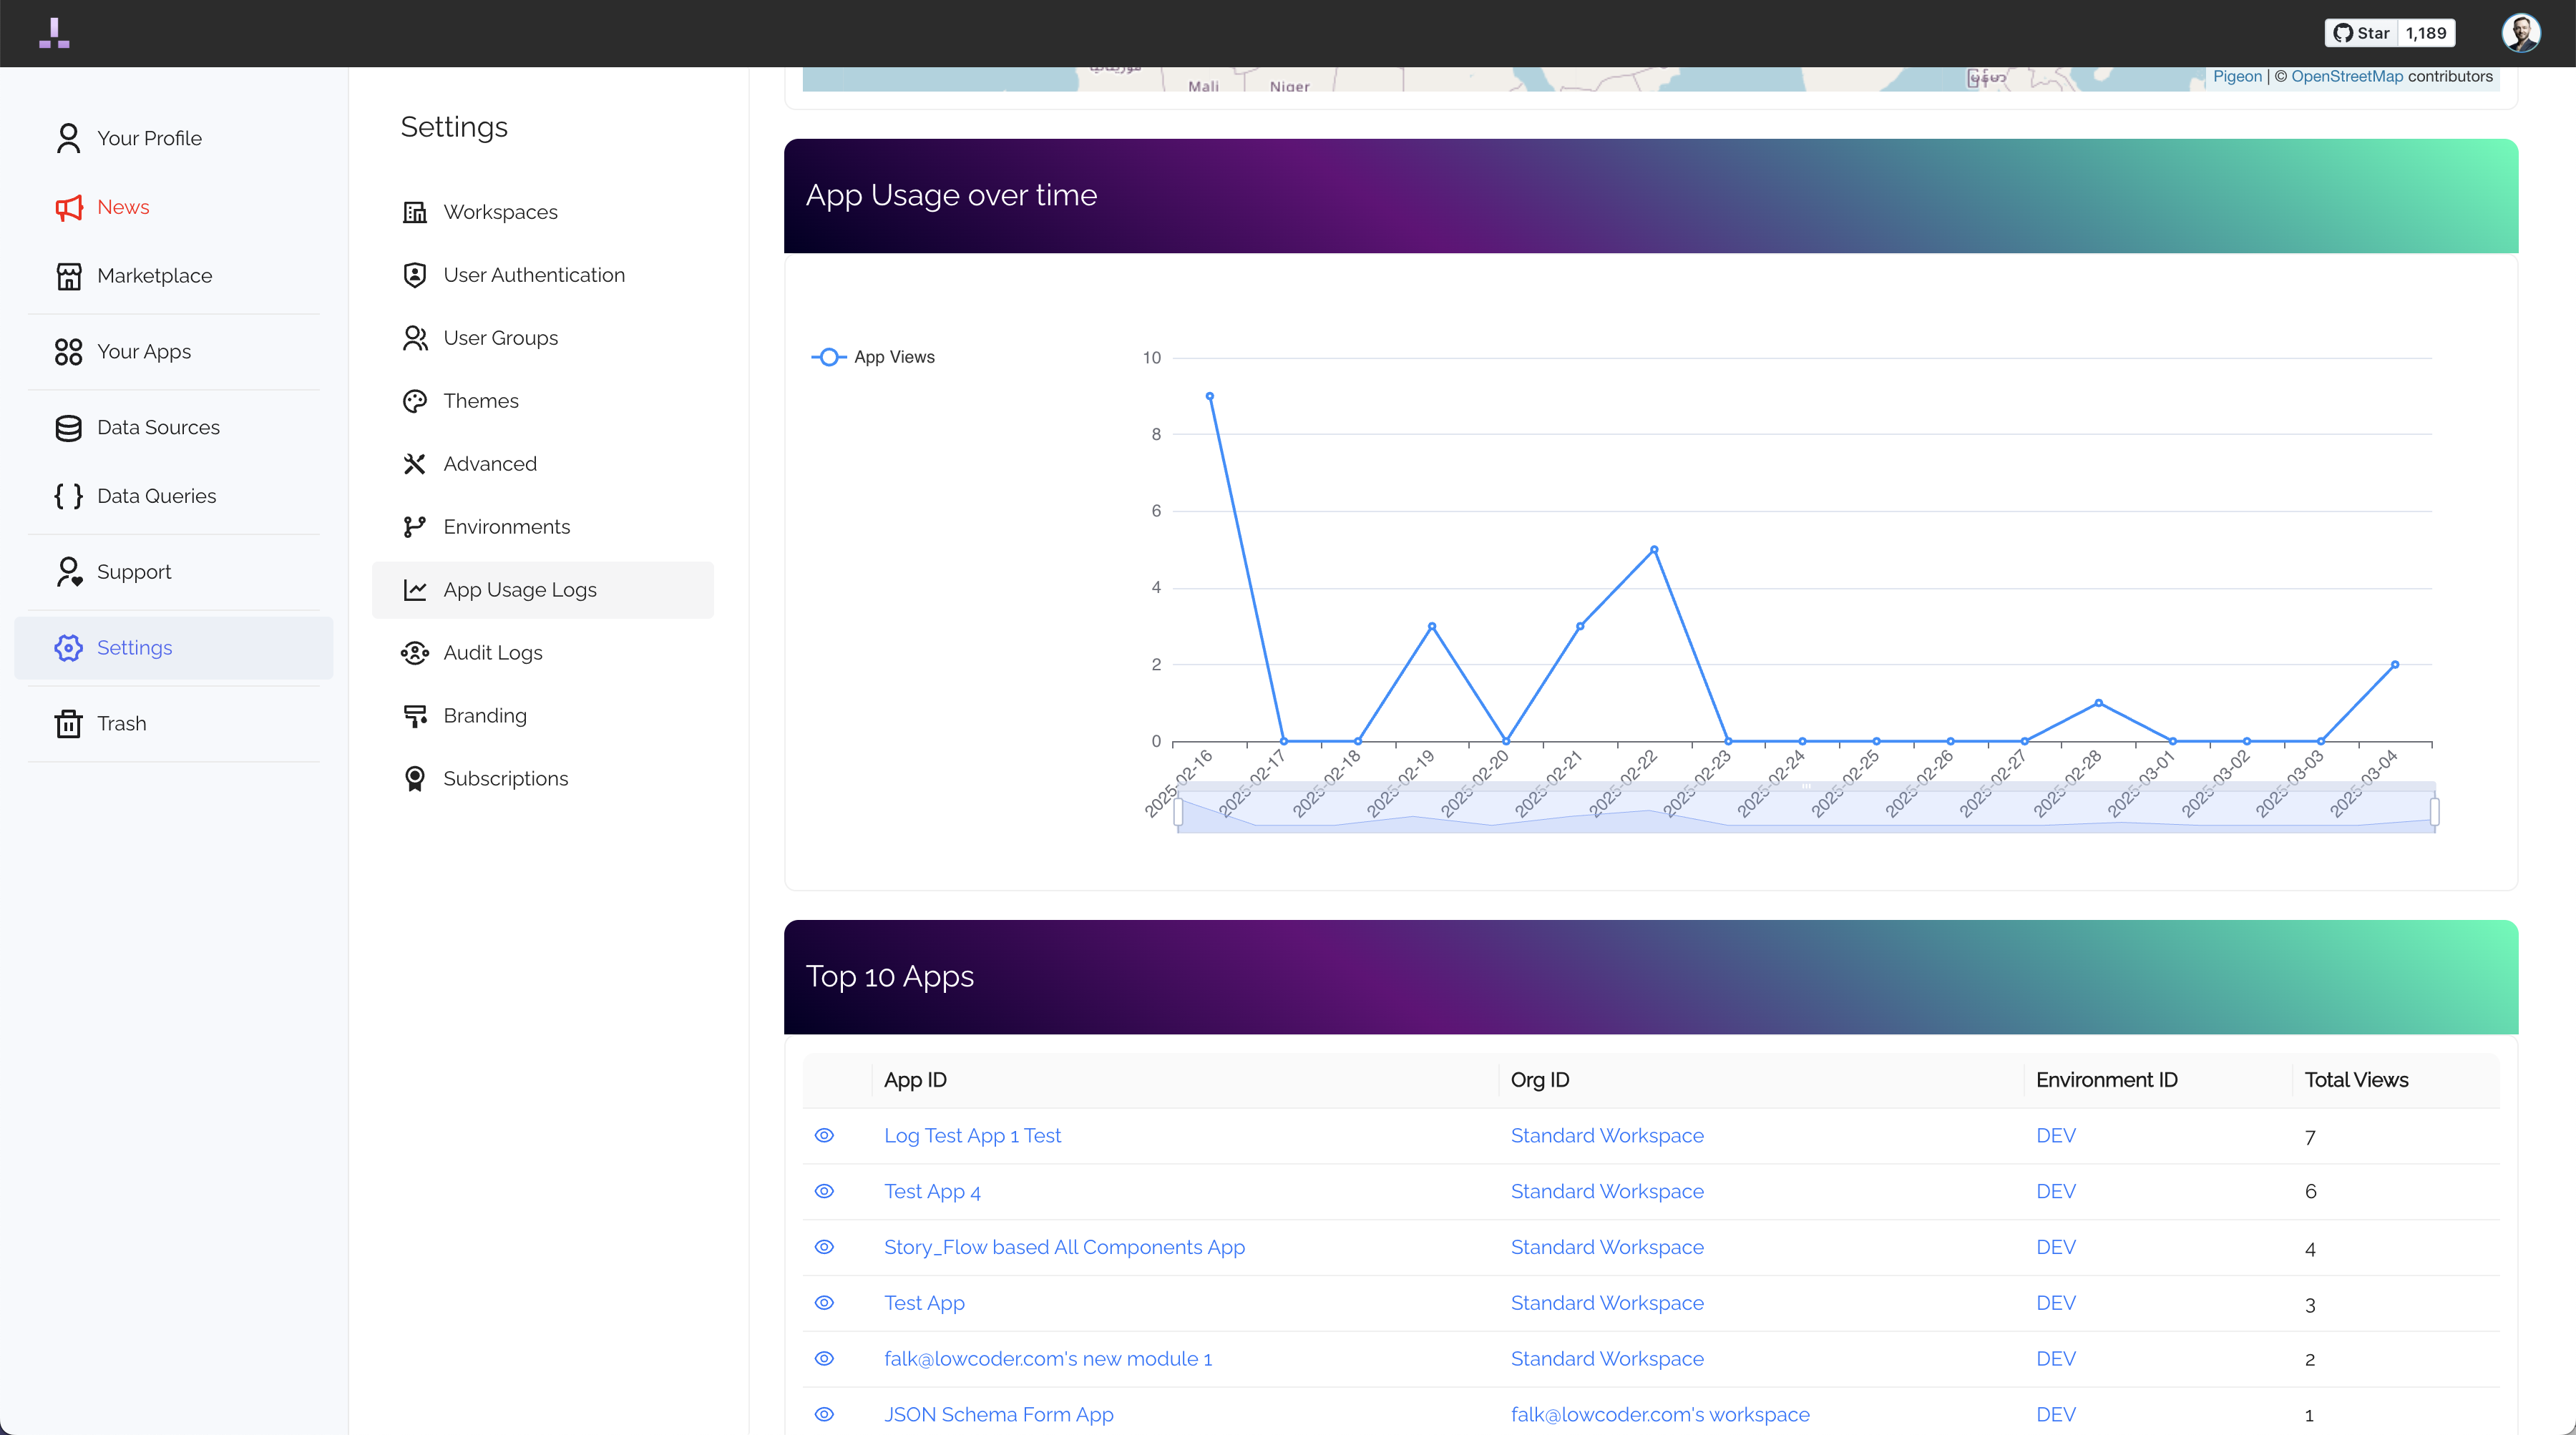 Star 1,189
Mali Niger
Pigeon | © OpenStreetMap contributors
Your Profile
News
Marketplace
Your Apps
Data Sources
Data Queries
Support
Settings
Trash
Settings
Workspaces
User Authentication
User Groups
Themes
Advanced
Environments
App Usage Logs
Audit Logs
Branding
Subscriptions
App Usage over time
App Views
10
8
6
4
2
0
2025-02-16
2025-02-17
2025-02-18
2025-02-19
2025-02-20
2025-02-21
2025-02-22
2025-02-23
2025-02-24
2025-02-25
2025-02-26
2025-02-27
2025-02-28
2025-03-01
2025-03-02
2025-03-03
2025-03-04
Top 10 Apps
App ID Org ID Environment ID Total Views
Log Test App 1 Test Standard Workspace DEV 7
Test App 4 Standard Workspace DEV 6
Story_Flow based All Components App Standard Workspace DEV 4
Test App Standard Workspace DEV 3
falk@lowcoder.com's new module 1 Standard Workspace DEV 2
JSON Schema Form App falk@lowcoder.com's workspace DEV 1